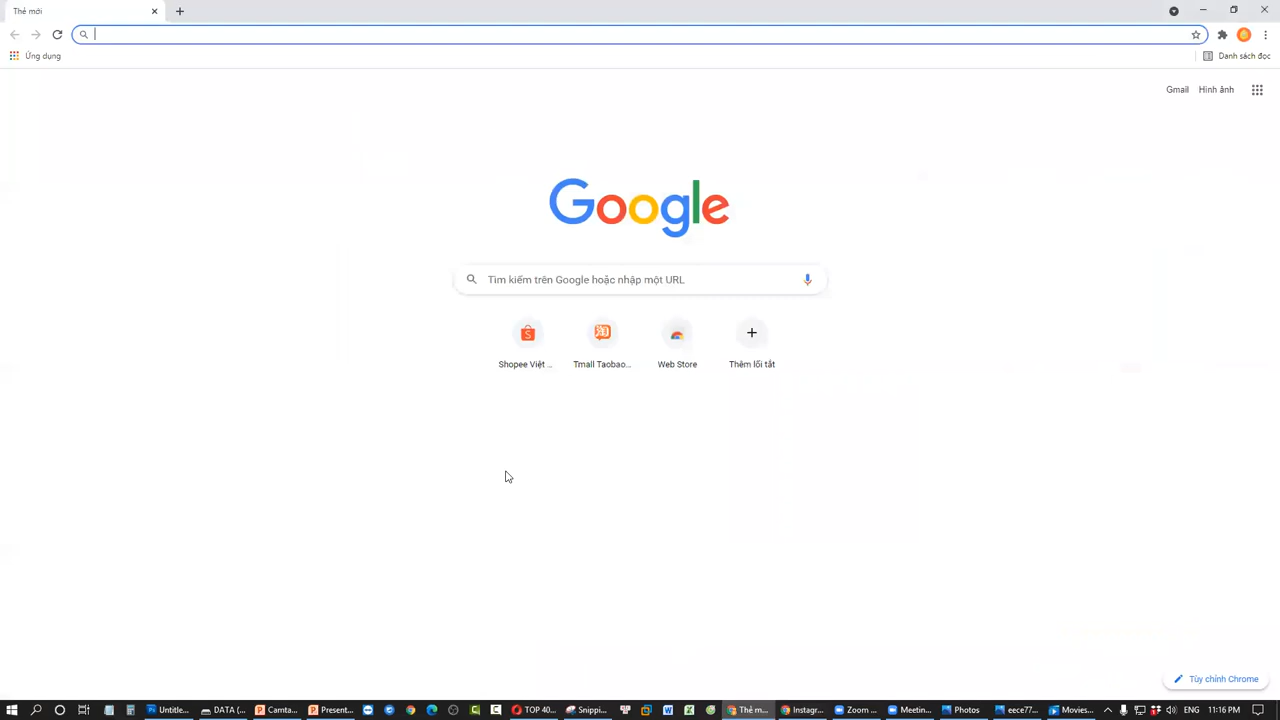 Thẻ mới
Ứng dụng
Danh sách đọc
Gmail Hình ảnh
Google
Tìm kiếm trên Google hoặc nhập một URL
Shopee Việt ... Tmall Taobao... Web Store Thêm lối tắt
Tùy chỉnh Chrome
Untitle... DATA (... Camta... Present... TOP 40... Snippi... Thẻ m... Instagr... Zoom ... Meetin... Photos eece77... Movies... ENG 11:16 PM